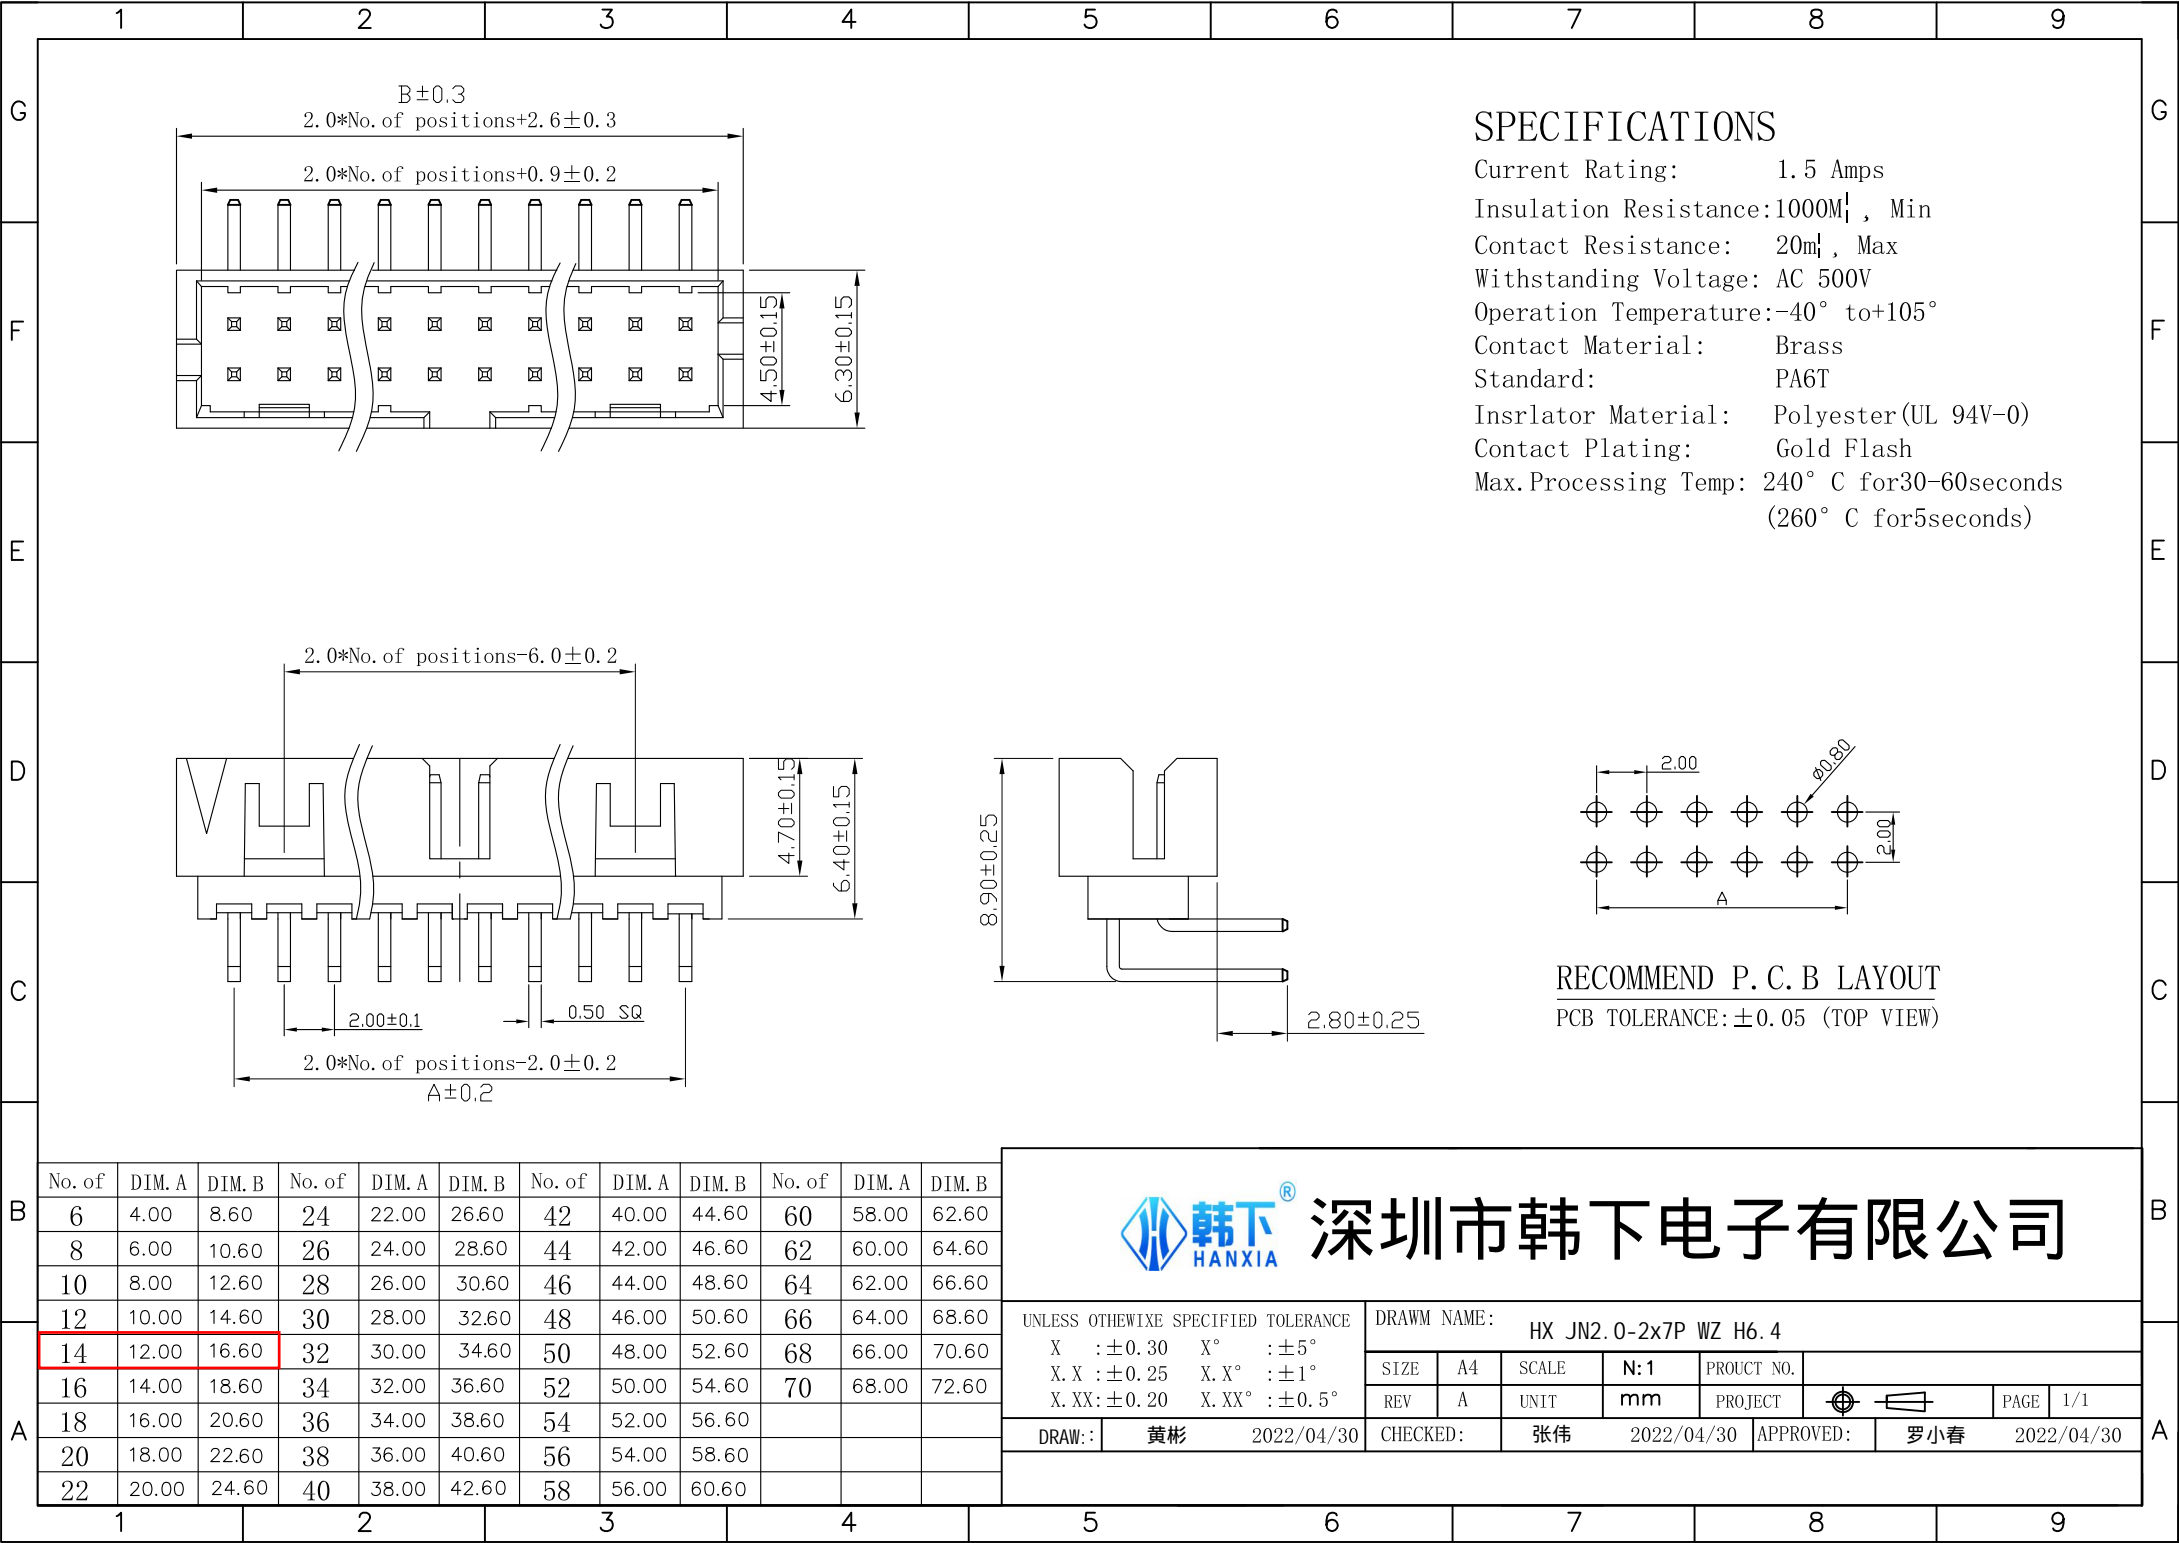 1 2 3 4 5 6 7 8 9
G G
F F
E E
D D
C C
B B
A A
B±0.3
2.0*No.of positions+2.6±0.3
2.0*No.of positions+0.9±0.2
4.50±0.15
6.30±0.15
SPECIFICATIONS
Current Rating: 1.5 Amps
Insulation Resistance:1000M¦ , Min
Contact Resistance: 20m¦, Max
Withstanding Voltage: AC 500V
Operation Temperature:-40° to+105°
Contact Material: Brass
Standard: PA6T
Insrlator Material: Polyester(UL 94V-0)
Contact Plating: Gold Flash
Max.Processing Temp: 240° C for30-60seconds
(260° C for5seconds)
2.0*No.of positions-6.0±0.2
4.70±0.15
6.40±0.15
2.00±0.1
0.50 SQ
2.0*No.of positions-2.0±0.2
A±0.2
8.90±0.25
2.80±0.25
2.00
ø0.80
2.00
A
RECOMMEND P.C.B LAYOUT
PCB TOLERANCE:±0.05 (TOP VIEW)
No.of DIM.A DIM.B No.of DIM.A DIM.B No.of DIM.A DIM.B No.of DIM.A DIM.B
6 4.00 8.60 24 22.00 26.60 42 40.00 44.60 60 58.00 62.60
8 6.00 10.60 26 24.00 28.60 44 42.00 46.60 62 60.00 64.60
10 8.00 12.60 28 26.00 30.60 46 44.00 48.60 64 62.00 66.60
12 10.00 14.60 30 28.00 32.60 48 46.00 50.60 66 64.00 68.60
14 12.00 16.60 32 30.00 34.60 50 48.00 52.60 68 66.00 70.60
16 14.00 18.60 34 32.00 36.60 52 50.00 54.60 70 68.00 72.60
18 16.00 20.60 36 34.00 38.60 54 52.00 56.60
20 18.00 22.60 38 36.00 40.60 56 54.00 58.60
22 20.00 24.60 40 38.00 42.60 58 56.00 60.60
韩下® HANXIA 深圳市韩下电子有限公司
UNLESS OTHEWIXE SPECIFIED TOLERANCE
X :±0.30 X° :±5°
X.X :±0.25 X.X° :±1°
X.XX:±0.20 X.XX° :±0.5°
DRAWM NAME: HX JN2.0-2x7P WZ H6.4
SIZE A4 SCALE N:1 PROUCT NO.
REV A UNIT mm PROJECT PAGE 1/1
DRAW:: 黄彬 2022/04/30 CHECKED: 张伟 2022/04/30 APPROVED: 罗小春 2022/04/30
1 2 3 4 5 6 7 8 9